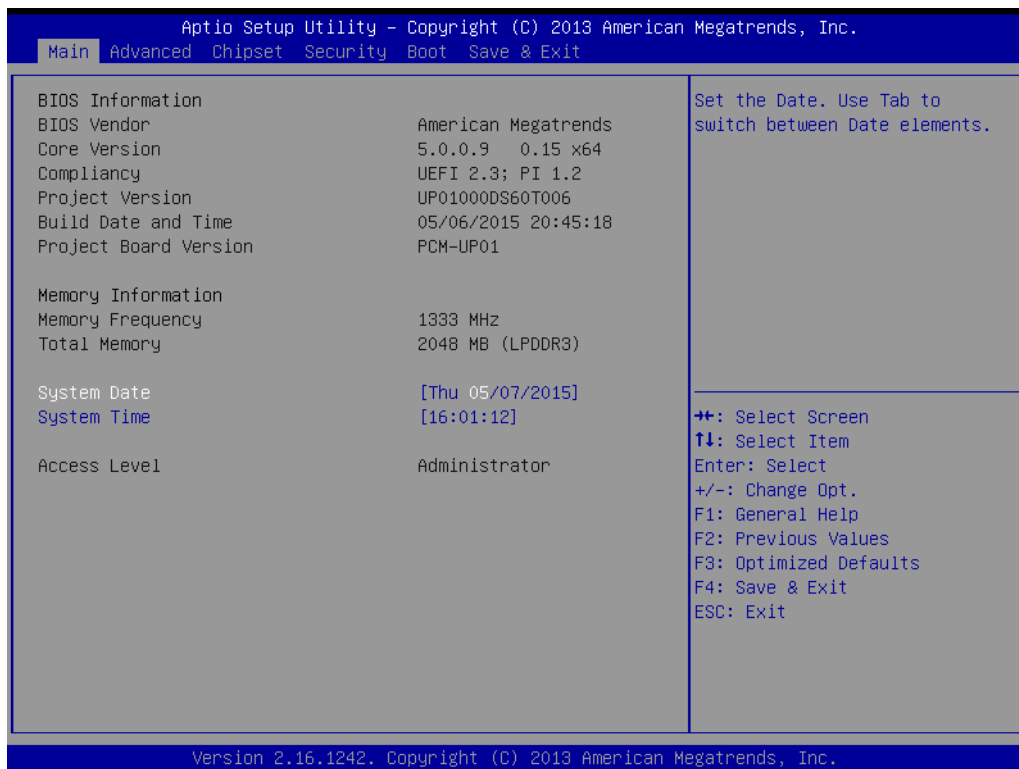 Aptio Setup Utility – Copyright (C) 2013 American Megatrends, Inc.
Main Advanced Chipset Security Boot Save & Exit
BIOS Information
BIOS Vendor American Megatrends
Core Version 5.0.0.9 0.15 x64
Compliancy UEFI 2.3; PI 1.2
Project Version UP01000DS60T006
Build Date and Time 05/06/2015 20:45:18
Project Board Version PCM-UP01
Memory Information
Memory Frequency 1333 MHz
Total Memory 2048 MB (LPDDR3)
System Date [Thu 05/07/2015]
System Time [16:01:12]
Access Level Administrator
Set the Date. Use Tab to
switch between Date elements.
→←: Select Screen
↑↓: Select Item
Enter: Select
+/-: Change Opt.
F1: General Help
F2: Previous Values
F3: Optimized Defaults
F4: Save & Exit
ESC: Exit
Version 2.16.1242. Copyright (C) 2013 American Megatrends, Inc.